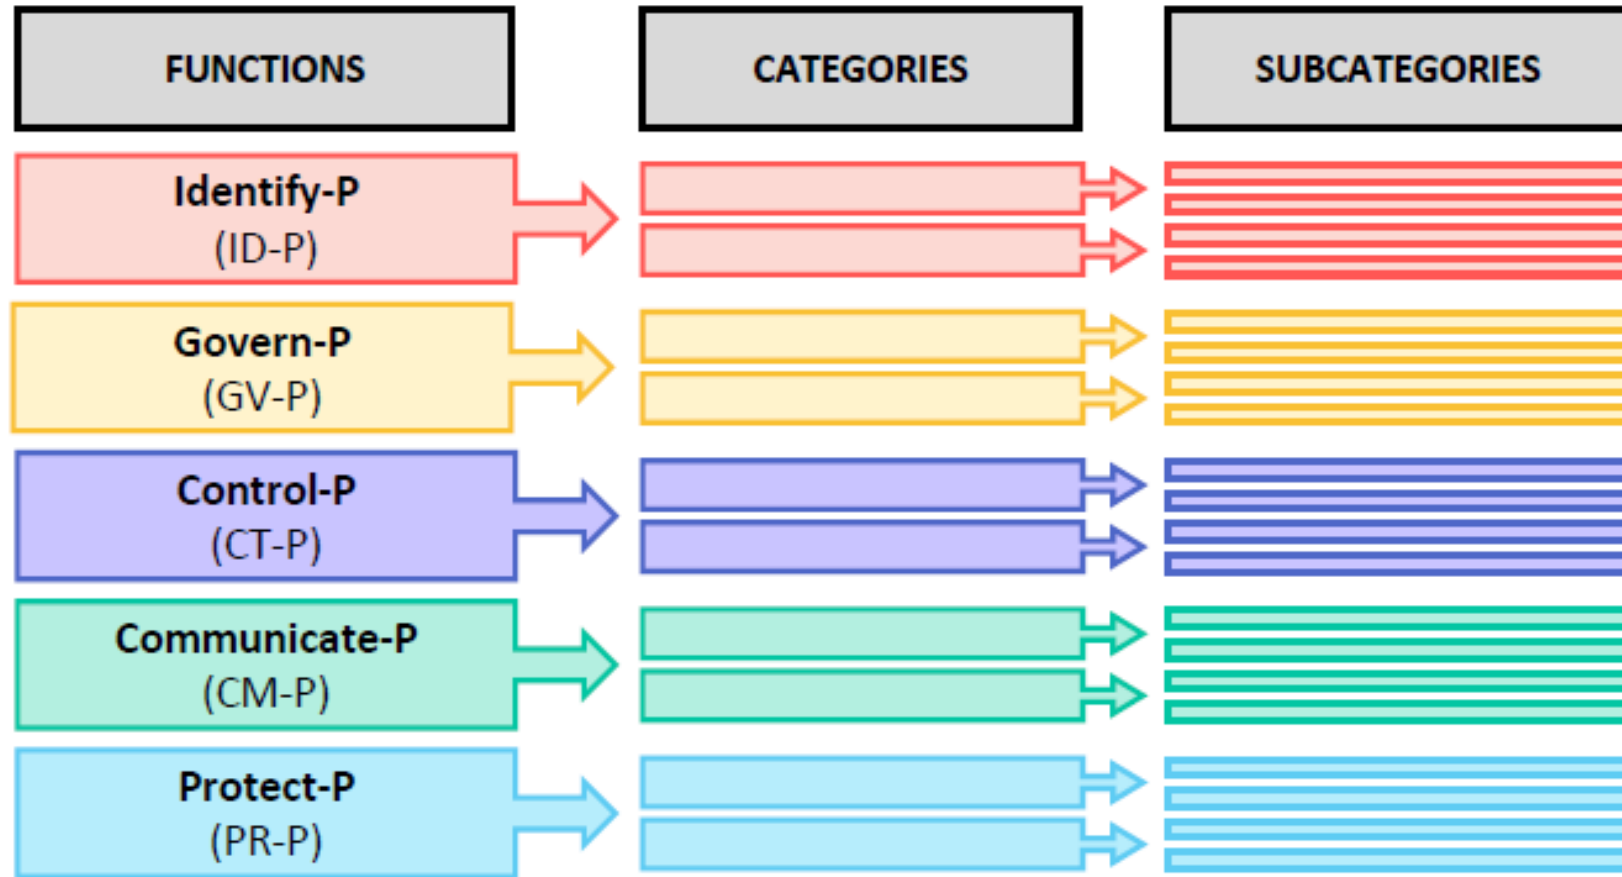 FUNCTIONS
CATEGORIES
SUBCATEGORIES
Identify-P
(ID-P)
Govern-P
(GV-P)
Control-P
(CT-P)
Communicate-P
(CM-P)
Protect-P
(PR-P)